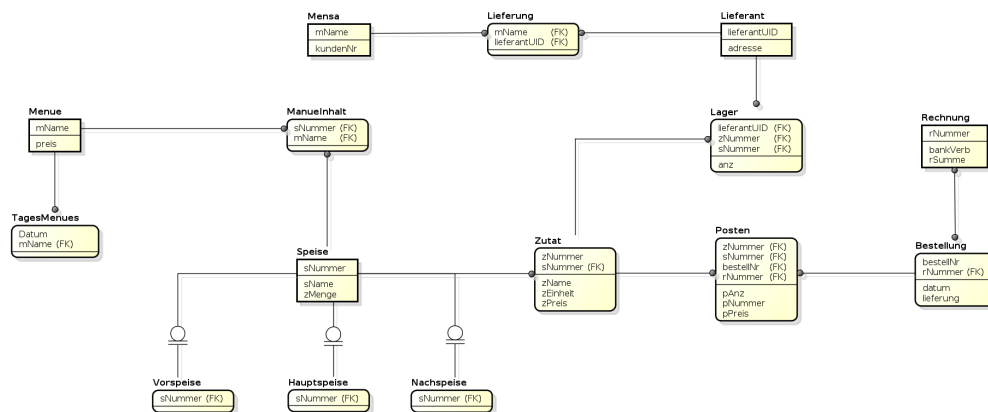 Mensa
mName
kundenNr
Lieferung
mName (FK)
lieferantUID (FK)
Lieferant
lieferantUID
adresse
Menue
mName
preis
ManueInhalt
sNummer (FK)
mName (FK)
Lager
lieferantUID (FK)
zNummer (FK)
sNummer (FK)
anz
Rechnung
rNummer
bankVerb
rSumme
TagesMenues
Datum
mName (FK)
Speise
sNummer
sName
zMenge
Zutat
zNummer
sNummer (FK)
zName
zEinheit
zPreis
Posten
zNummer (FK)
sNummer (FK)
bestellNr (FK)
rNummer (FK)
pAnz
pNummer
pPreis
Bestellung
bestellNr
rNummer (FK)
datum
lieferung
Vorspeise
sNummer (FK)
Hauptspeise
sNummer (FK)
Nachspeise
sNummer (FK)